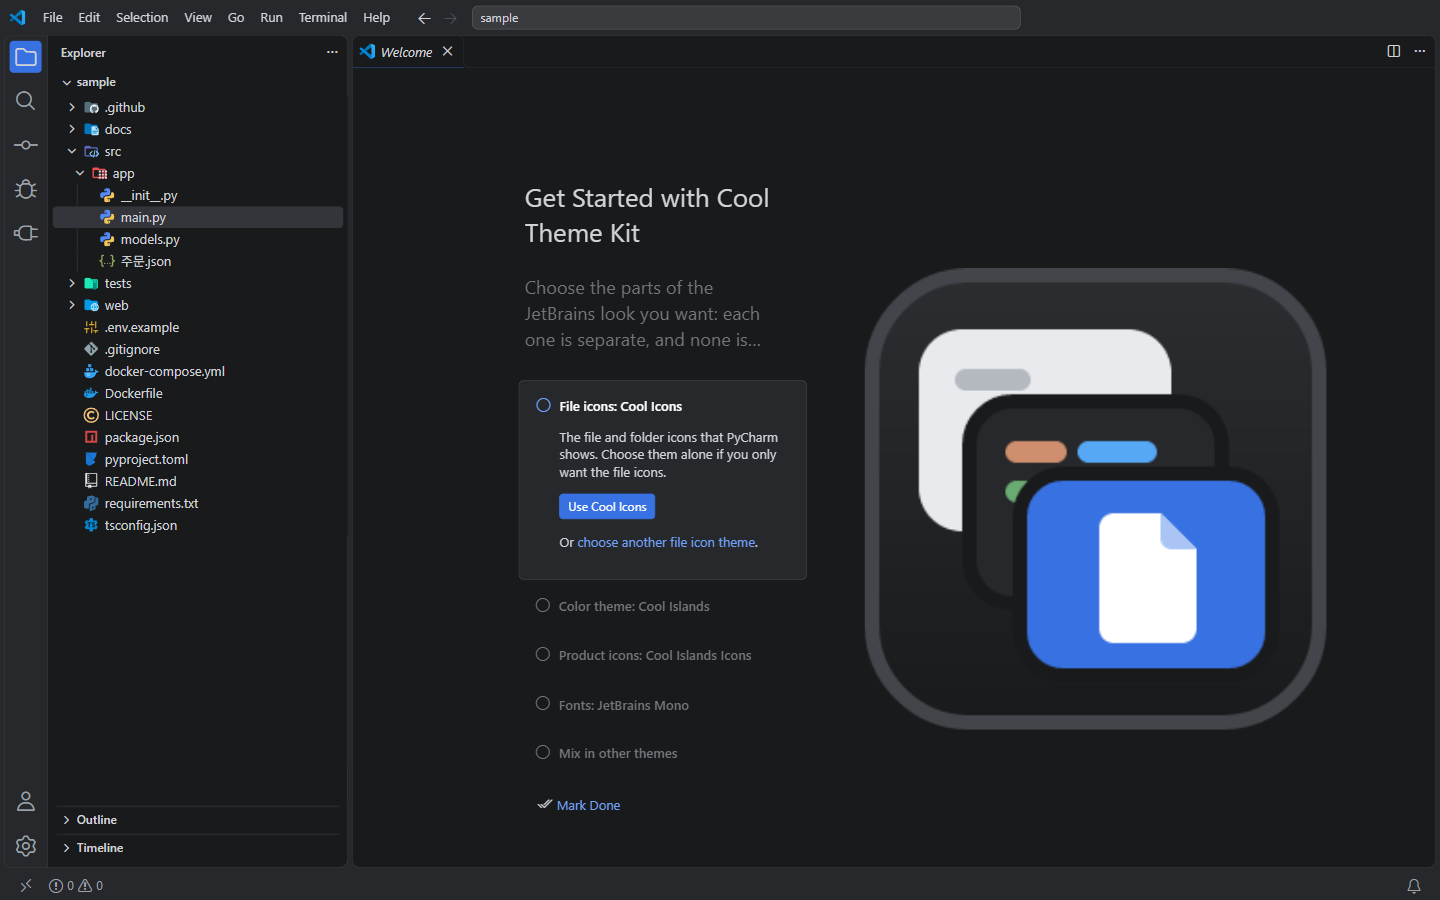 File Edit Selection View Go Run Terminal Help
sample
Explorer
sample
.github
docs
src
app
__init__.py
main.py
models.py
주문.json
tests
web
.env.example
.gitignore
docker-compose.yml
Dockerfile
LICENSE
package.json
pyproject.toml
README.md
requirements.txt
tsconfig.json
Outline
Timeline
Welcome
Get Started with Cool
Theme Kit
Choose the parts of the
JetBrains look you want: each
one is separate, and none is...
File icons: Cool Icons
The file and folder icons that PyCharm
shows. Choose them alone if you only
want the file icons.
Use Cool Icons
Or choose another file icon theme.
Color theme: Cool Islands
Product icons: Cool Islands Icons
Fonts: JetBrains Mono
Mix in other themes
Mark Done
0 0